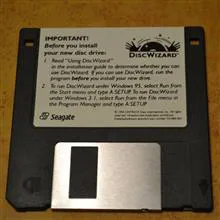 IMPORTANT!
Before you install
your new disc drive:
DISCWIZARD
1. Read "Using DiscWizard"
in the installation guide to determine whether you can
use DiscWizard. If you can use DiscWizard, run the
program before you install your new drive.
2. To run DiscWizard under Windows 95, select Run from
the Start menu and type A:SETUP. To run DiscWizard
under Windows 3.1, select Run from the File menu in
the Program Manager and type A:SETUP.
Seagate